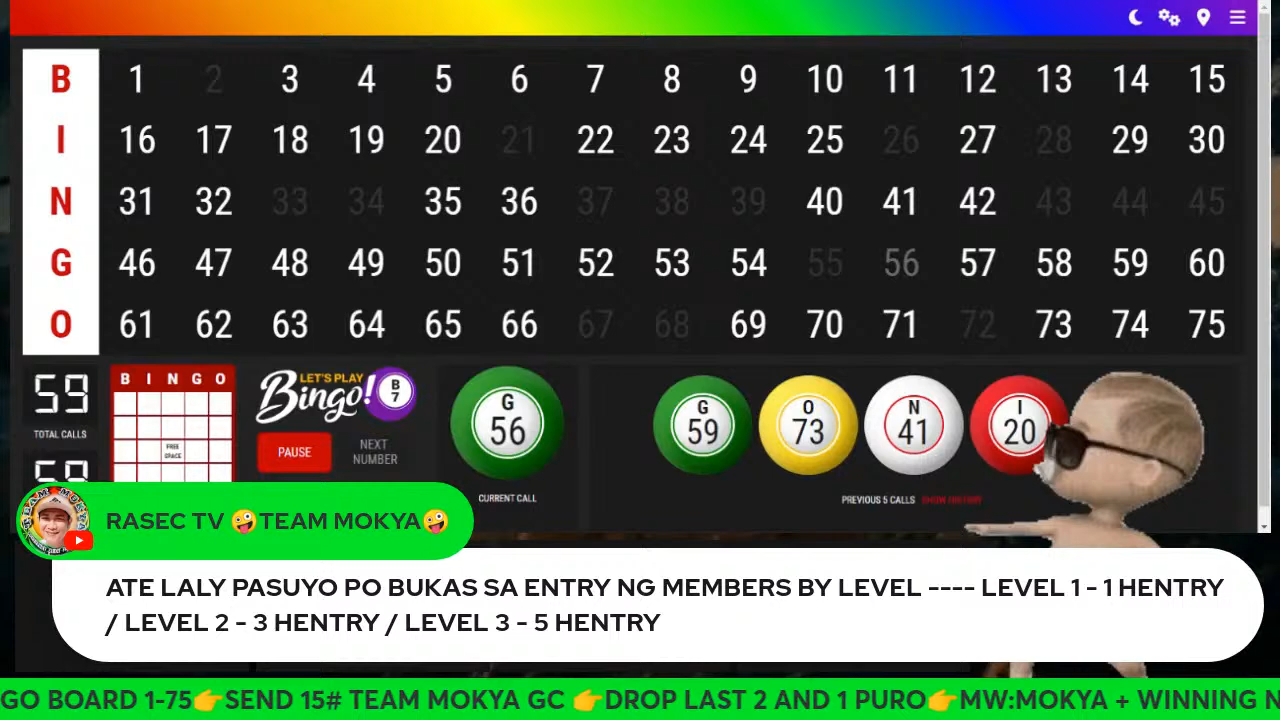 B 1 2 3 4 5 6 7 8 9 10 11 12 13 14 15
I 16 17 18 19 20 21 22 23 24 25 26 27 28 29 30
N 31 32 33 34 35 36 37 38 39 40 41 42 43 44 45
G 46 47 48 49 50 51 52 53 54 55 56 57 58 59 60
O 61 62 63 64 65 66 67 68 69 70 71 72 73 74 75
59
TOTAL CALLS
B I N G O
FREE
SPACE
LET'S PLAY
Bingo!
B
7
PAUSE
NEXT
NUMBER
G
56
CURRENT CALL
G
59
O
73
N
41
I
20
PREVIOUS 5 CALLS SHOW HISTORY
RASEC TV 🤪TEAM MOKYA🤪
ATE LALY PASUYO PO BUKAS SA ENTRY NG MEMBERS BY LEVEL ---- LEVEL 1 - 1 HENTRY
/ LEVEL 2 - 3 HENTRY / LEVEL 3 - 5 HENTRY
GO BOARD 1-75👉SEND 15# TEAM MOKYA GC 👉DROP LAST 2 AND 1 PURO👉MW:MOKYA + WINNING N